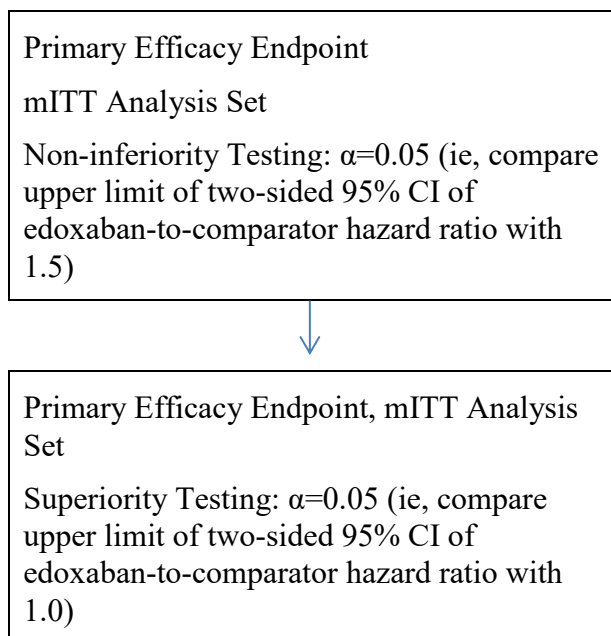 Primary Efficacy Endpoint
mITT Analysis Set
Non-inferiority Testing: α=0.05 (ie, compare
upper limit of two-sided 95% CI of
edoxaban-to-comparator hazard ratio with
1.5)
Primary Efficacy Endpoint, mITT Analysis
Set
Superiority Testing: α=0.05 (ie, compare
upper limit of two-sided 95% CI of
edoxaban-to-comparator hazard ratio with
1.0)